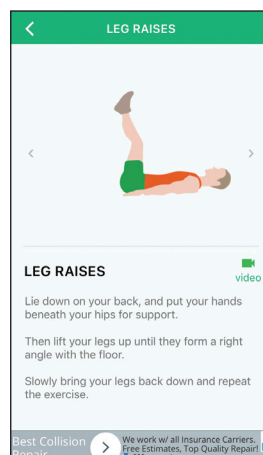 LEG RAISES
LEG RAISES
video
Lie down on your back, and put your hands
beneath your hips for support.
Then lift your legs up until they form a right
angle with the floor.
Slowly bring your legs back down and repeat
the exercise.
Best Collision
Repair
We work w/ all Insurance Carriers.
Free Estimates, Top Quality Repair!